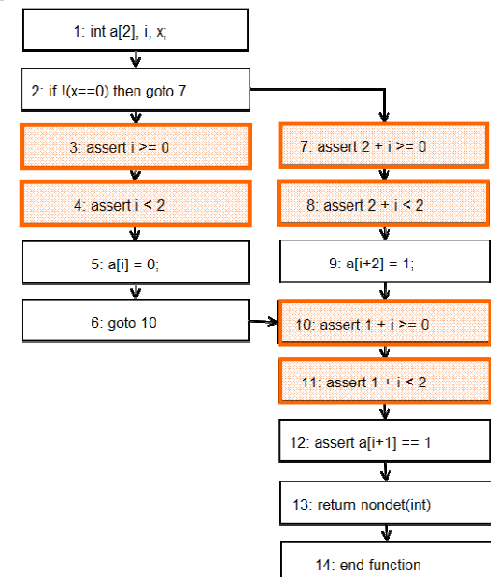 1: int a[2], i, x;
2: if !(x==0) then goto 7
3: assert i >= 0
4: assert i < 2
5: a[i] = 0;
6: goto 10
7: assert 2 + i >= 0
8: assert 2 + i < 2
9: a[i+2] = 1;
10: assert 1 + i >= 0
11: assert 1 + i < 2
12: assert a[i+1] == 1
13: return nondet(int)
14: end function